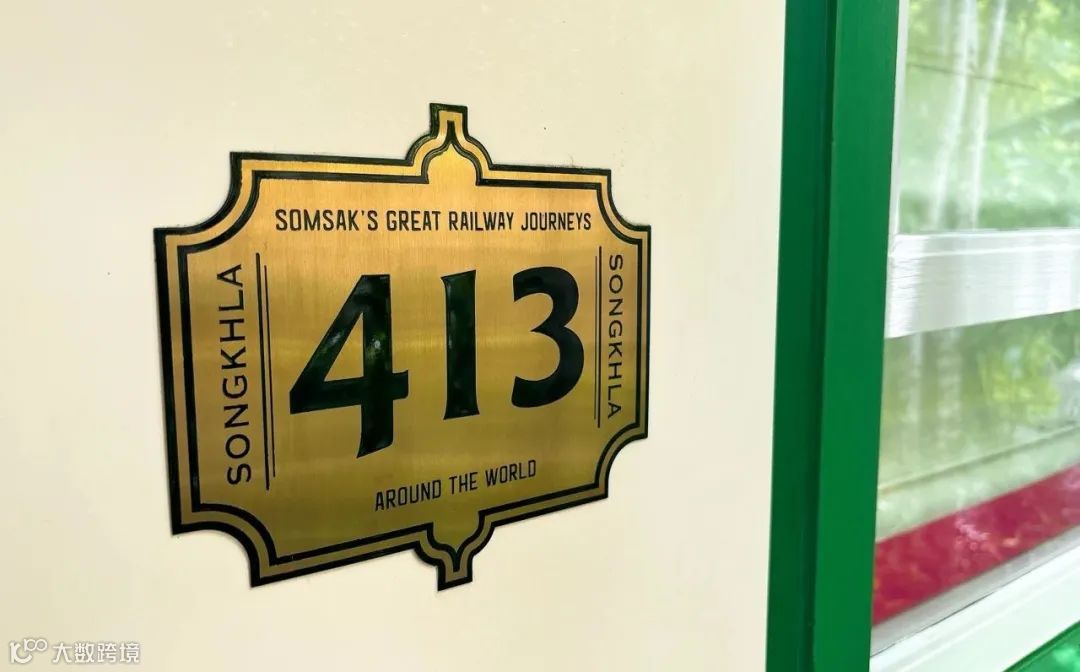 SOMSAK'S GREAT RAILWAY JOURNEYS
SONGKHLA
413
SONGKHLA
AROUND THE WORLD
大数跨境